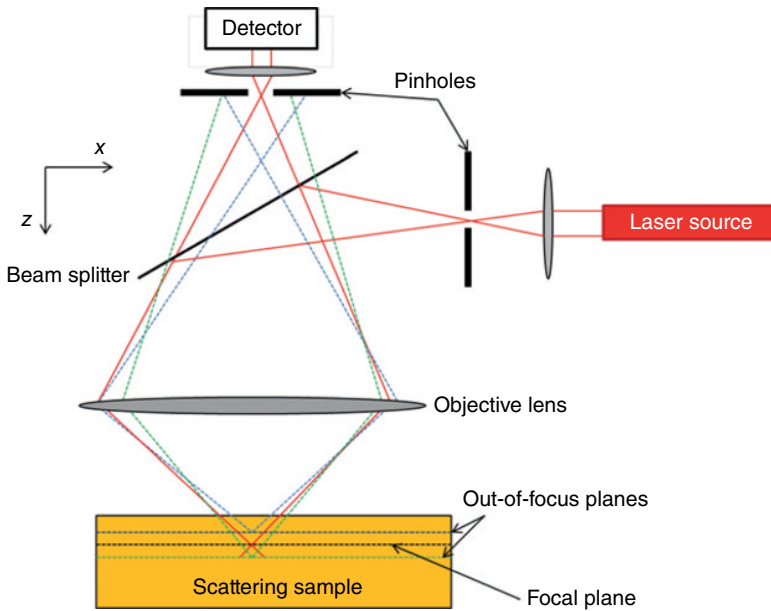 Detector
Pinholes
x
z
Laser source
Beam splitter
Objective lens
Out-of-focus planes
Scattering sample
Focal plane